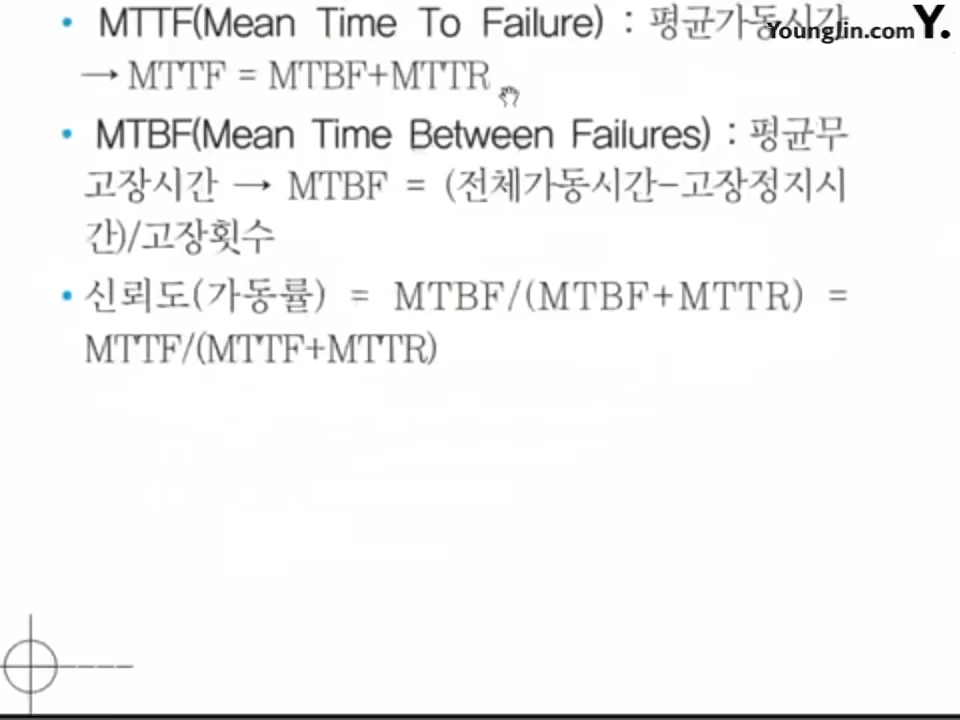 • MTTF(Mean Time To Failure) : 평균가동시간
→ MTTF = MTBF+MTTR
• MTBF(Mean Time Between Failures) : 평균무
고장시간 → MTBF = (전체가동시간-고장정지시
간)/고장횟수
• 신뢰도(가동률) = MTBF/(MTBF+MTTR) =
MTTF/(MTTF+MTTR)
YoungJin.com Y.